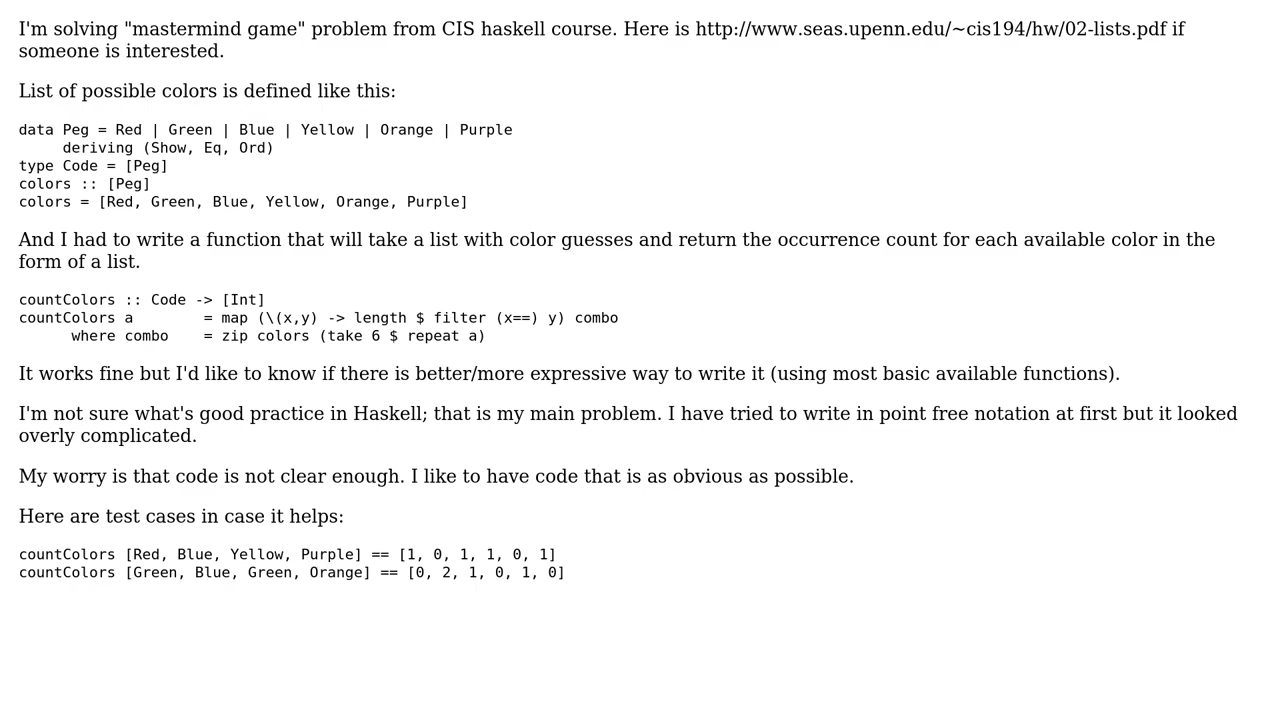 I'm solving "mastermind game" problem from CIS haskell course. Here is http://www.seas.upenn.edu/~cis194/hw/02-lists.pdf if
someone is interested.
List of possible colors is defined like this:
data Peg = Red | Green | Blue | Yellow | Orange | Purple
     deriving (Show, Eq, Ord)
type Code = [Peg]
colors :: [Peg]
colors = [Red, Green, Blue, Yellow, Orange, Purple]
And I had to write a function that will take a list with color guesses and return the occurrence count for each available color in the
form of a list.
countColors :: Code -> [Int]
countColors a        = map (\(x,y) -> length $ filter (x==) y) combo
      where combo    = zip colors (take 6 $ repeat a)
It works fine but I'd like to know if there is better/more expressive way to write it (using most basic available functions).
I'm not sure what's good practice in Haskell; that is my main problem. I have tried to write in point free notation at first but it looked
overly complicated.
My worry is that code is not clear enough. I like to have code that is as obvious as possible.
Here are test cases in case it helps:
countColors [Red, Blue, Yellow, Purple] == [1, 0, 1, 1, 0, 1]
countColors [Green, Blue, Green, Orange] == [0, 2, 1, 0, 1, 0]